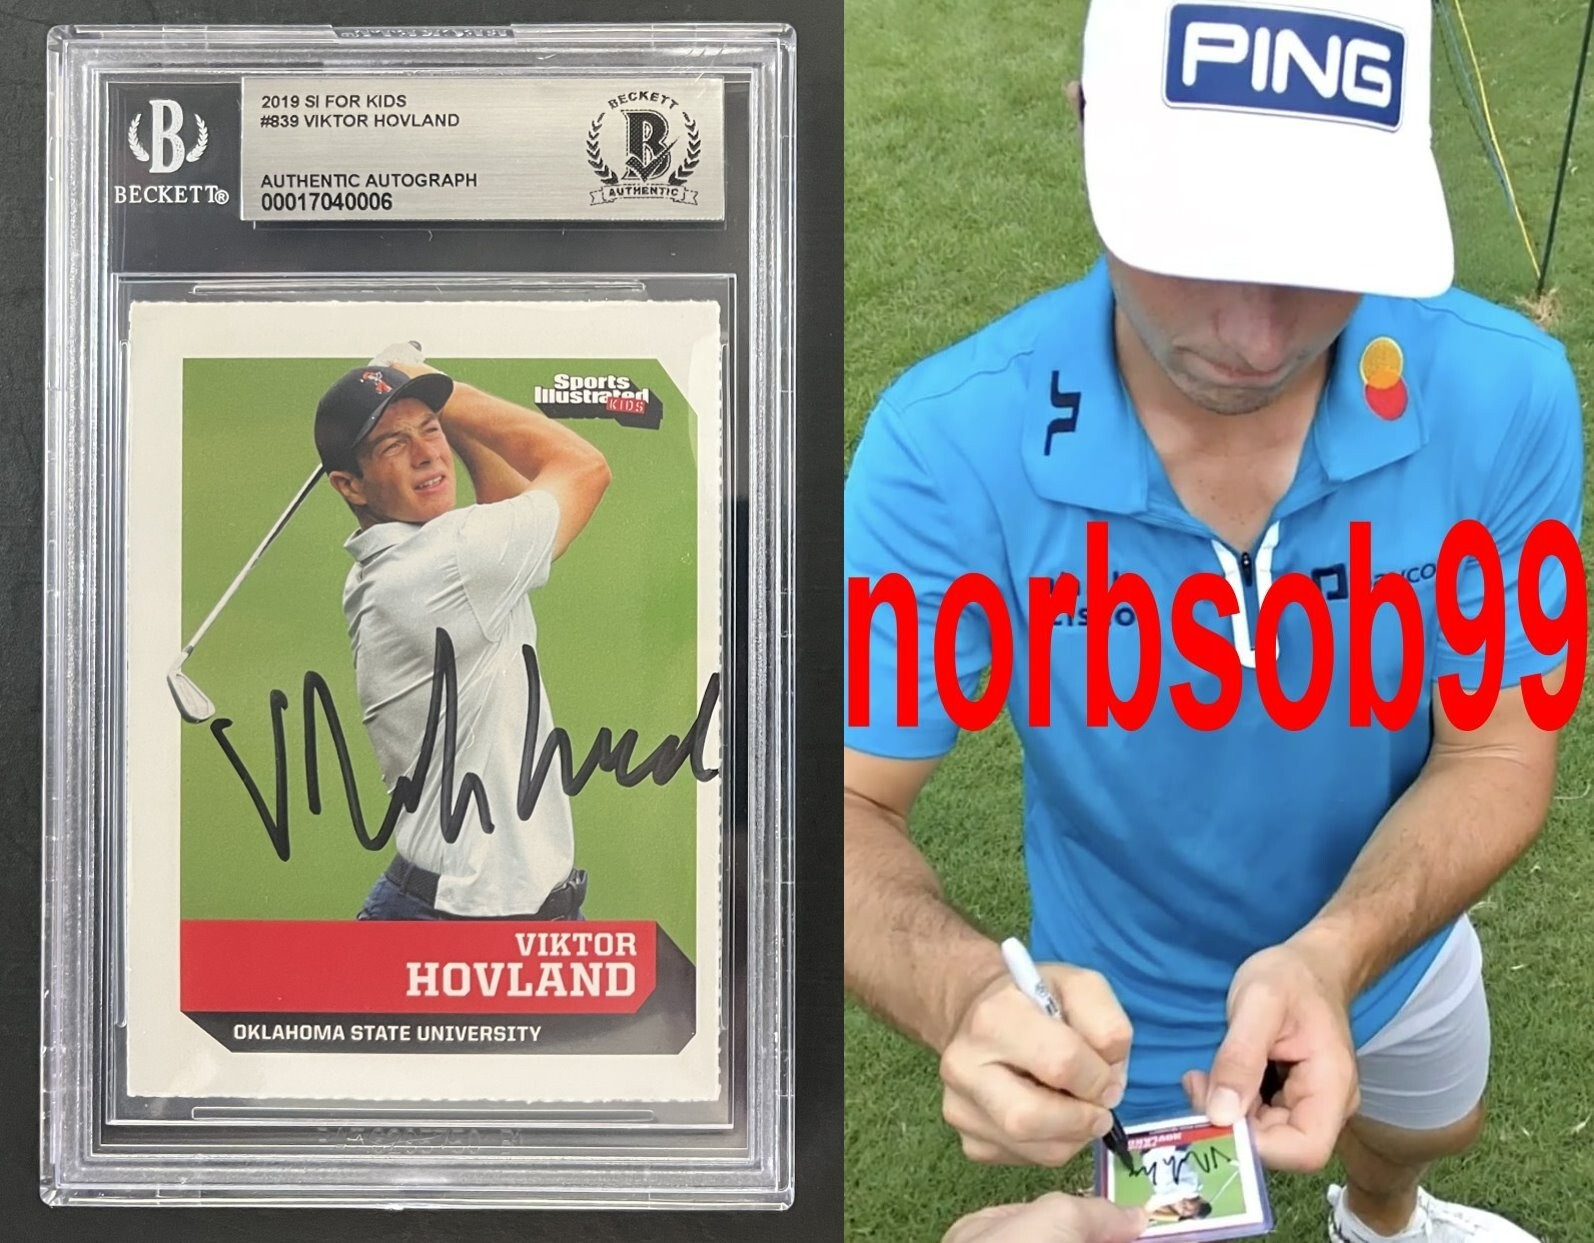 BECKETT®
2019 SI FOR KIDS
#839 VIKTOR HOVLAND
AUTHENTIC AUTOGRAPH
00017040006
BECKETT
B
AUTHENTIC
Sports
Illustrated
KIDS
VIKTOR
HOVLAND
OKLAHOMA STATE UNIVERSITY
PING
norbsob99